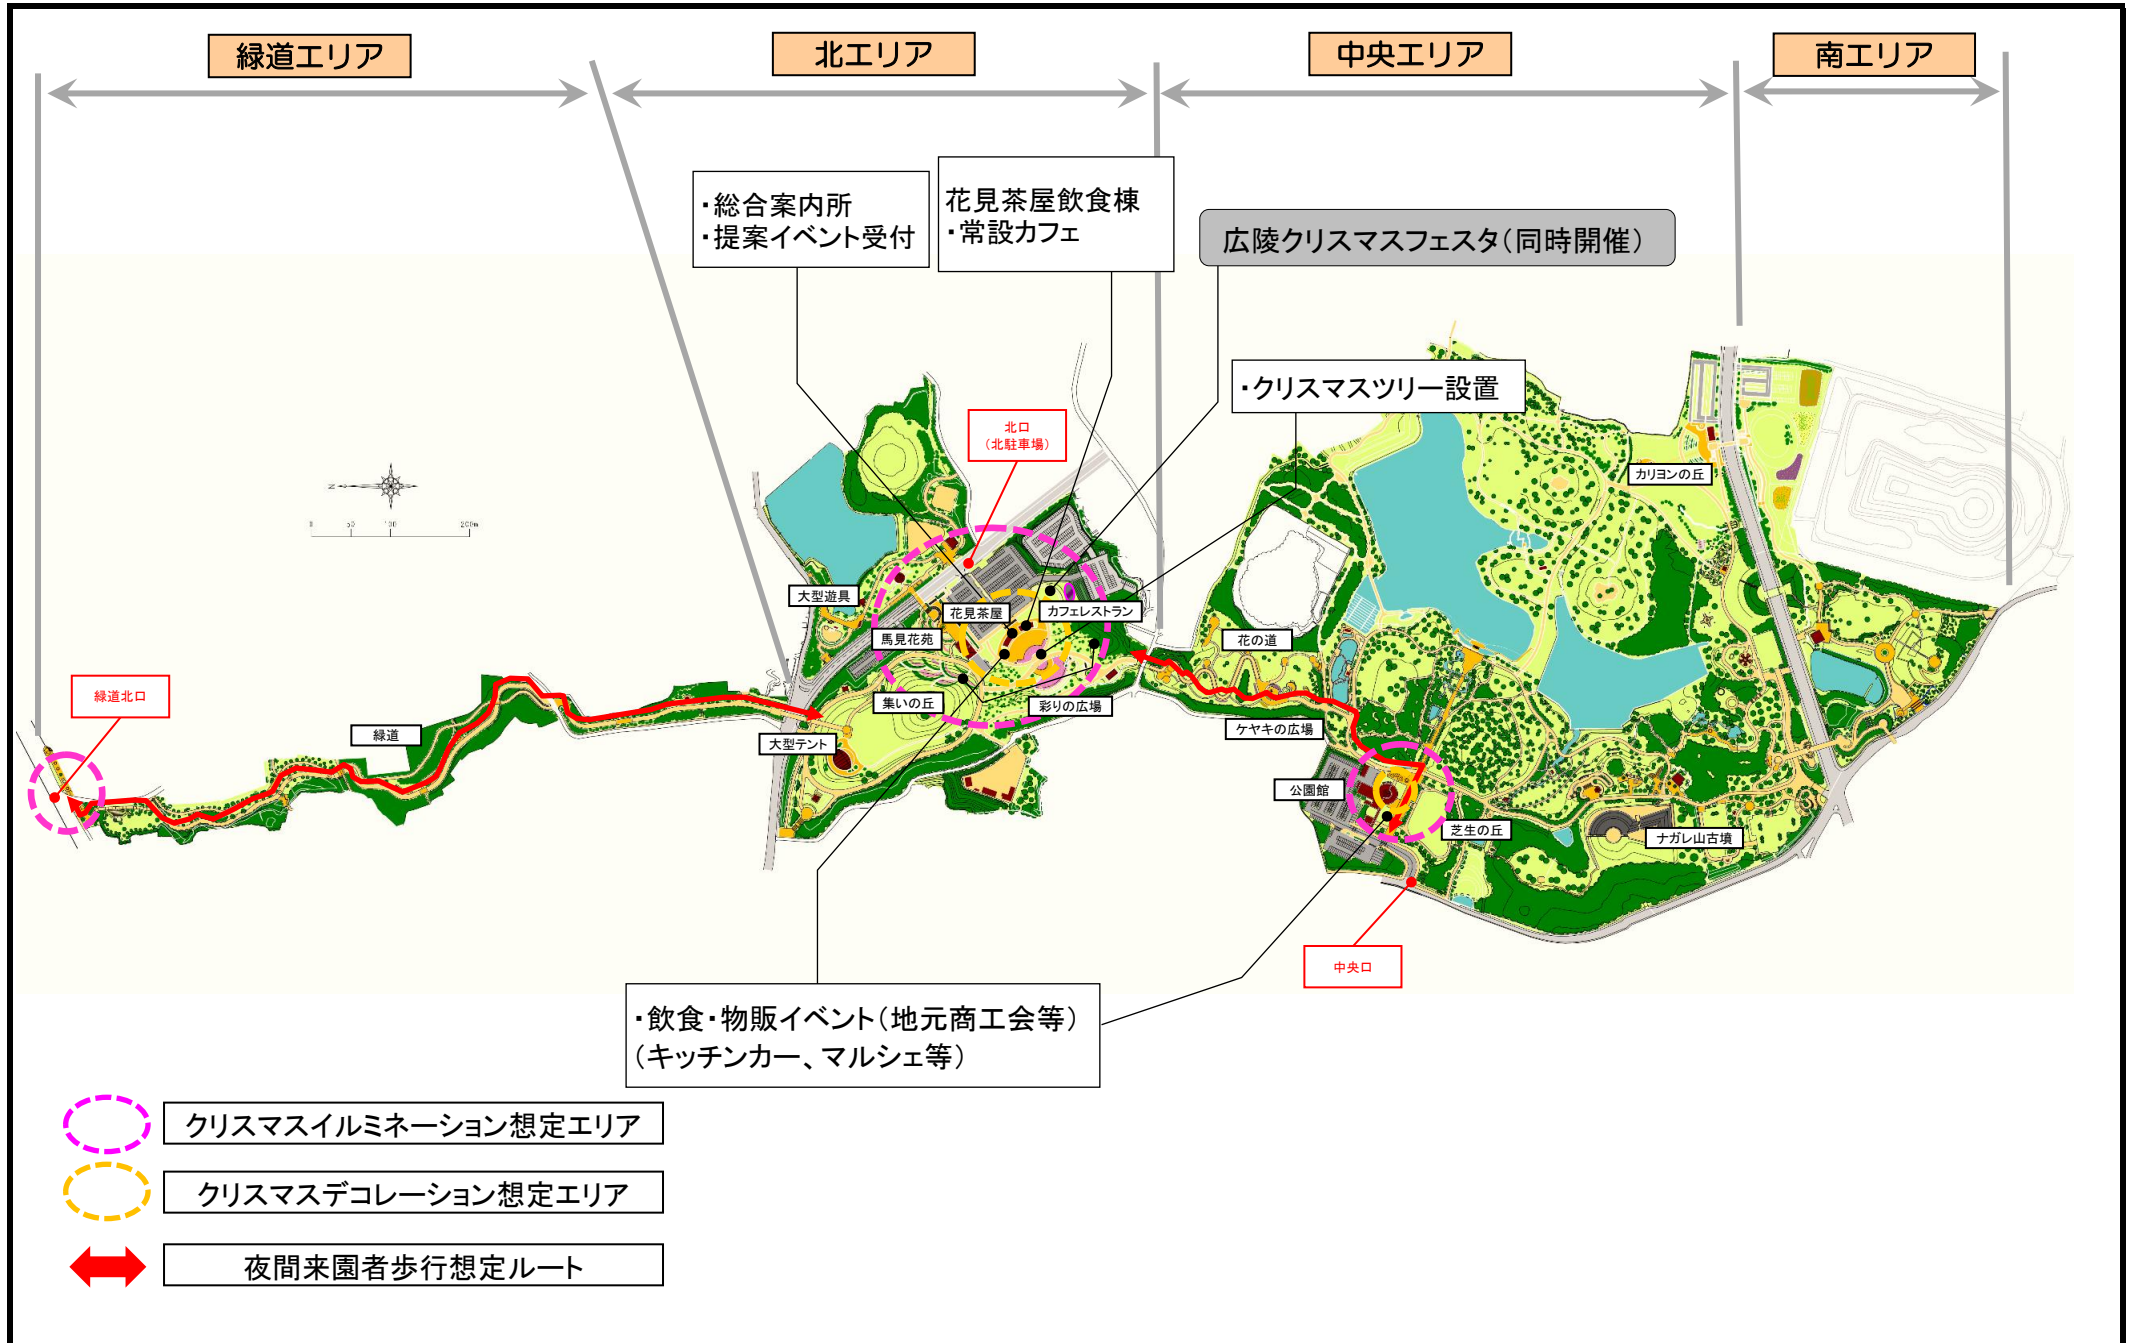 緑道エリア
北エリア
中央エリア
南エリア
・総合案内所
・提案イベント受付
花見茶屋飲食棟
・常設カフェ
広陵クリスマスフェスタ（同時開催）
・クリスマスツリー設置
北口
（北駐車場）
カリヨンの丘
大型遊具
花見茶屋
カフェレストラン
馬見花苑
花の道
緑道北口
集いの丘
彩りの広場
緑道
大型テント
ケヤキの広場
公園館
芝生の丘
ナガレ山古墳
中央口
・飲食・物販イベント（地元商工会等）
（キッチンカー、マルシェ等）
クリスマスイルミネーション想定エリア
クリスマスデコレーション想定エリア
夜間来園者歩行想定ルート